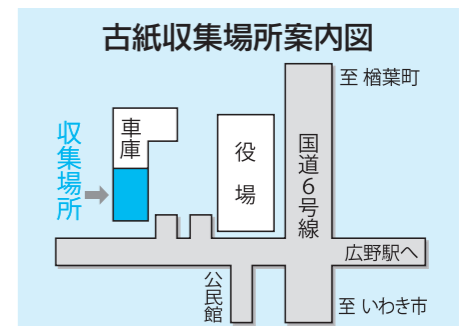 古紙収集場所案内図
至 楢葉町
収集場所
車庫
役場
国道6号線
広野駅へ
公民館
至 いわき市